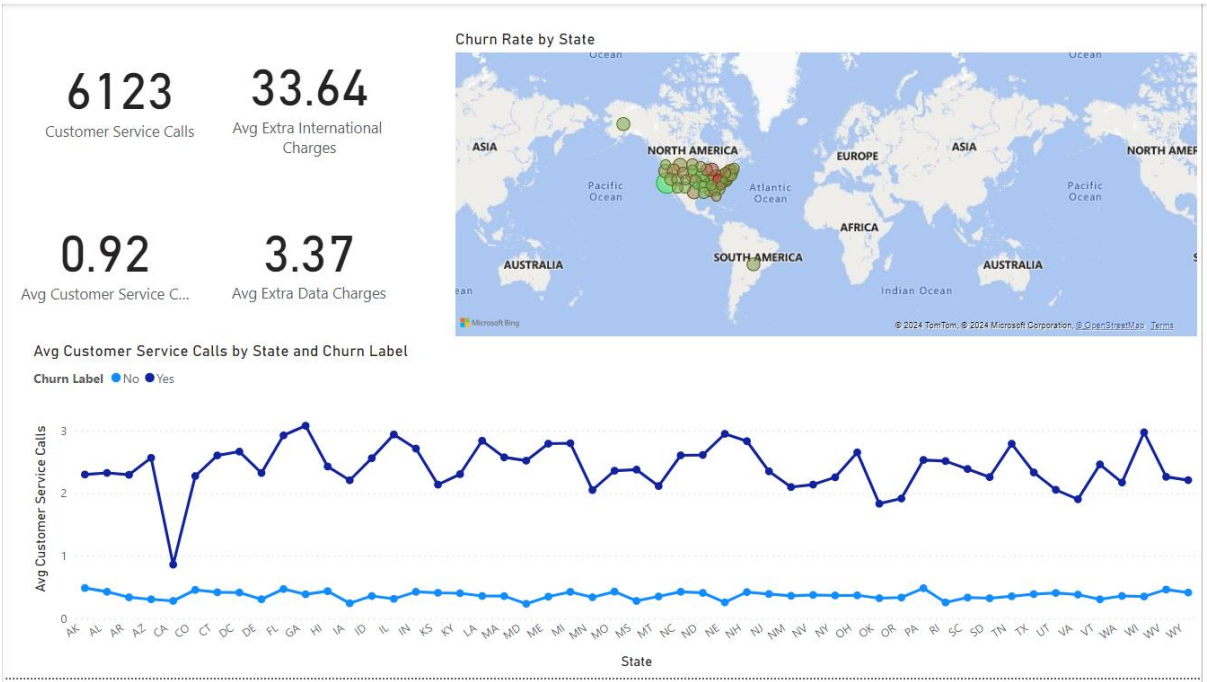 6123
Customer Service Calls
33.64
Avg Extra International
Charges
0.92
Avg Customer Service C...
3.37
Avg Extra Data Charges
Churn Rate by State
Ocean
Ocean
ASIA
NORTH AMERICA
EUROPE
ASIA
NORTH AMER
Pacific
Ocean
Atlantic
Ocean
Pacific
Ocean
AFRICA
SOUTH AMERICA
AUSTRALIA
AUSTRALIA
S
ean
Indian Ocean
Microsoft Bing
© 2024 TomTom, © 2024 Microsoft Corporation, © OpenStreetMap Terms
Avg Customer Service Calls by State and Churn Label
Churn Label No Yes
Avg Customer Service Calls
3
2
1
0
AK AL AR AZ CA CO CT DC DE FL GA HI IA ID IL IN KS KY LA MA MD ME MI MN MO MS MT NC ND NE NH NJ NM NV NY OH OK OR PA RI SC SD TN TX UT VA VT WA WI WV WY
State